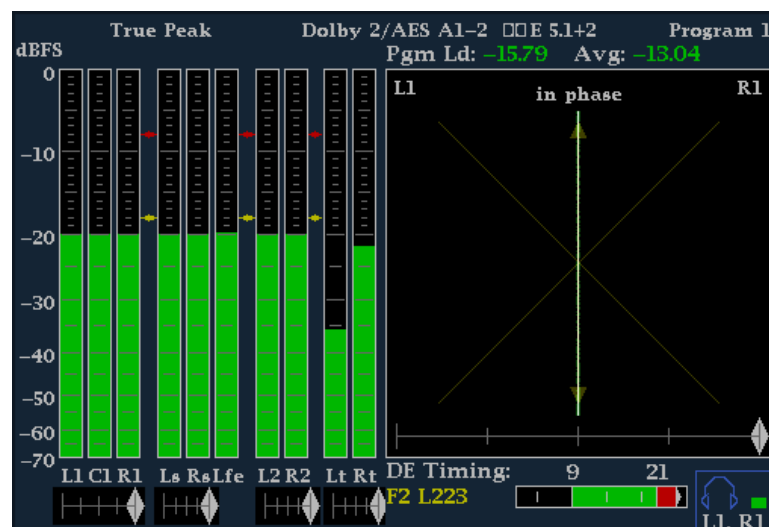 True Peak Dolby 2/AES A1-2 E 5.1+2 Program 1
dBFS Pgm Ld: -15.79 Avg: -13.04
0
L1 R1
in phase
-10
-20
-30
-40
-50
-60
-70
L1 C1 R1 Ls Rs Lfe L2 R2 Lt Rt
DE Timing: 9 21
F2 L223
L1 R1